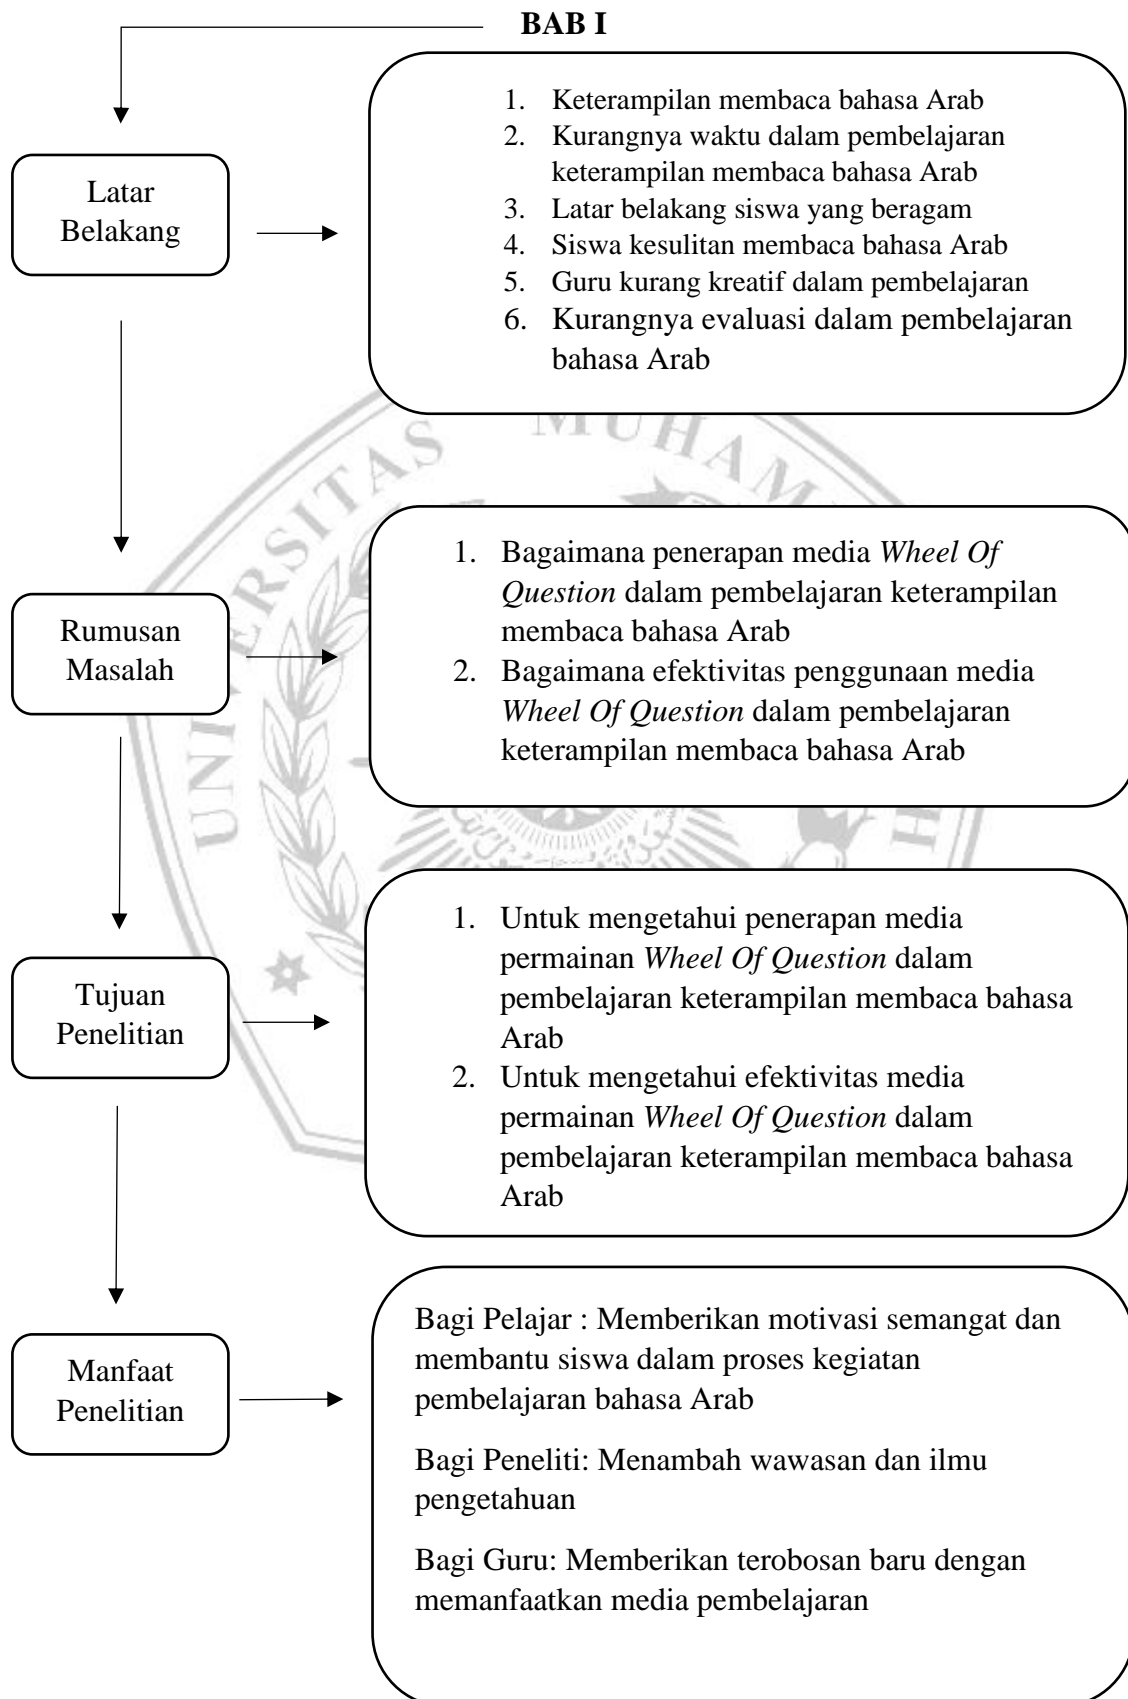 BAB I
Latar
Belakang
1. Keterampilan membaca bahasa Arab
2. Kurangnya waktu dalam pembelajaran
keterampilan membaca bahasa Arab
3. Latar belakang siswa yang beragam
4. Siswa kesulitan membaca bahasa Arab
5. Guru kurang kreatif dalam pembelajaran
6. Kurangnya evaluasi dalam pembelajaran
bahasa Arab
UNIVERSITAS
Rumusan
Masalah
1. Bagaimana penerapan media Wheel Of
Question dalam pembelajaran keterampilan
membaca bahasa Arab
2. Bagaimana efektivitas penggunaan media
Wheel Of Question dalam pembelajaran
keterampilan membaca bahasa Arab
Tujuan
Penelitian
1. Untuk mengetahui penerapan media
permainan Wheel Of Question dalam
pembelajaran keterampilan membaca bahasa
Arab
2. Untuk mengetahui efektivitas media
permainan Wheel Of Question dalam
pembelajaran keterampilan membaca bahasa
Arab
Manfaat
Penelitian
Bagi Pelajar : Memberikan motivasi semangat dan
membantu siswa dalam proses kegiatan
pembelajaran bahasa Arab
Bagi Peneliti: Menambah wawasan dan ilmu
pengetahuan
Bagi Guru: Memberikan terobosan baru dengan
memanfaatkan media pembelajaran